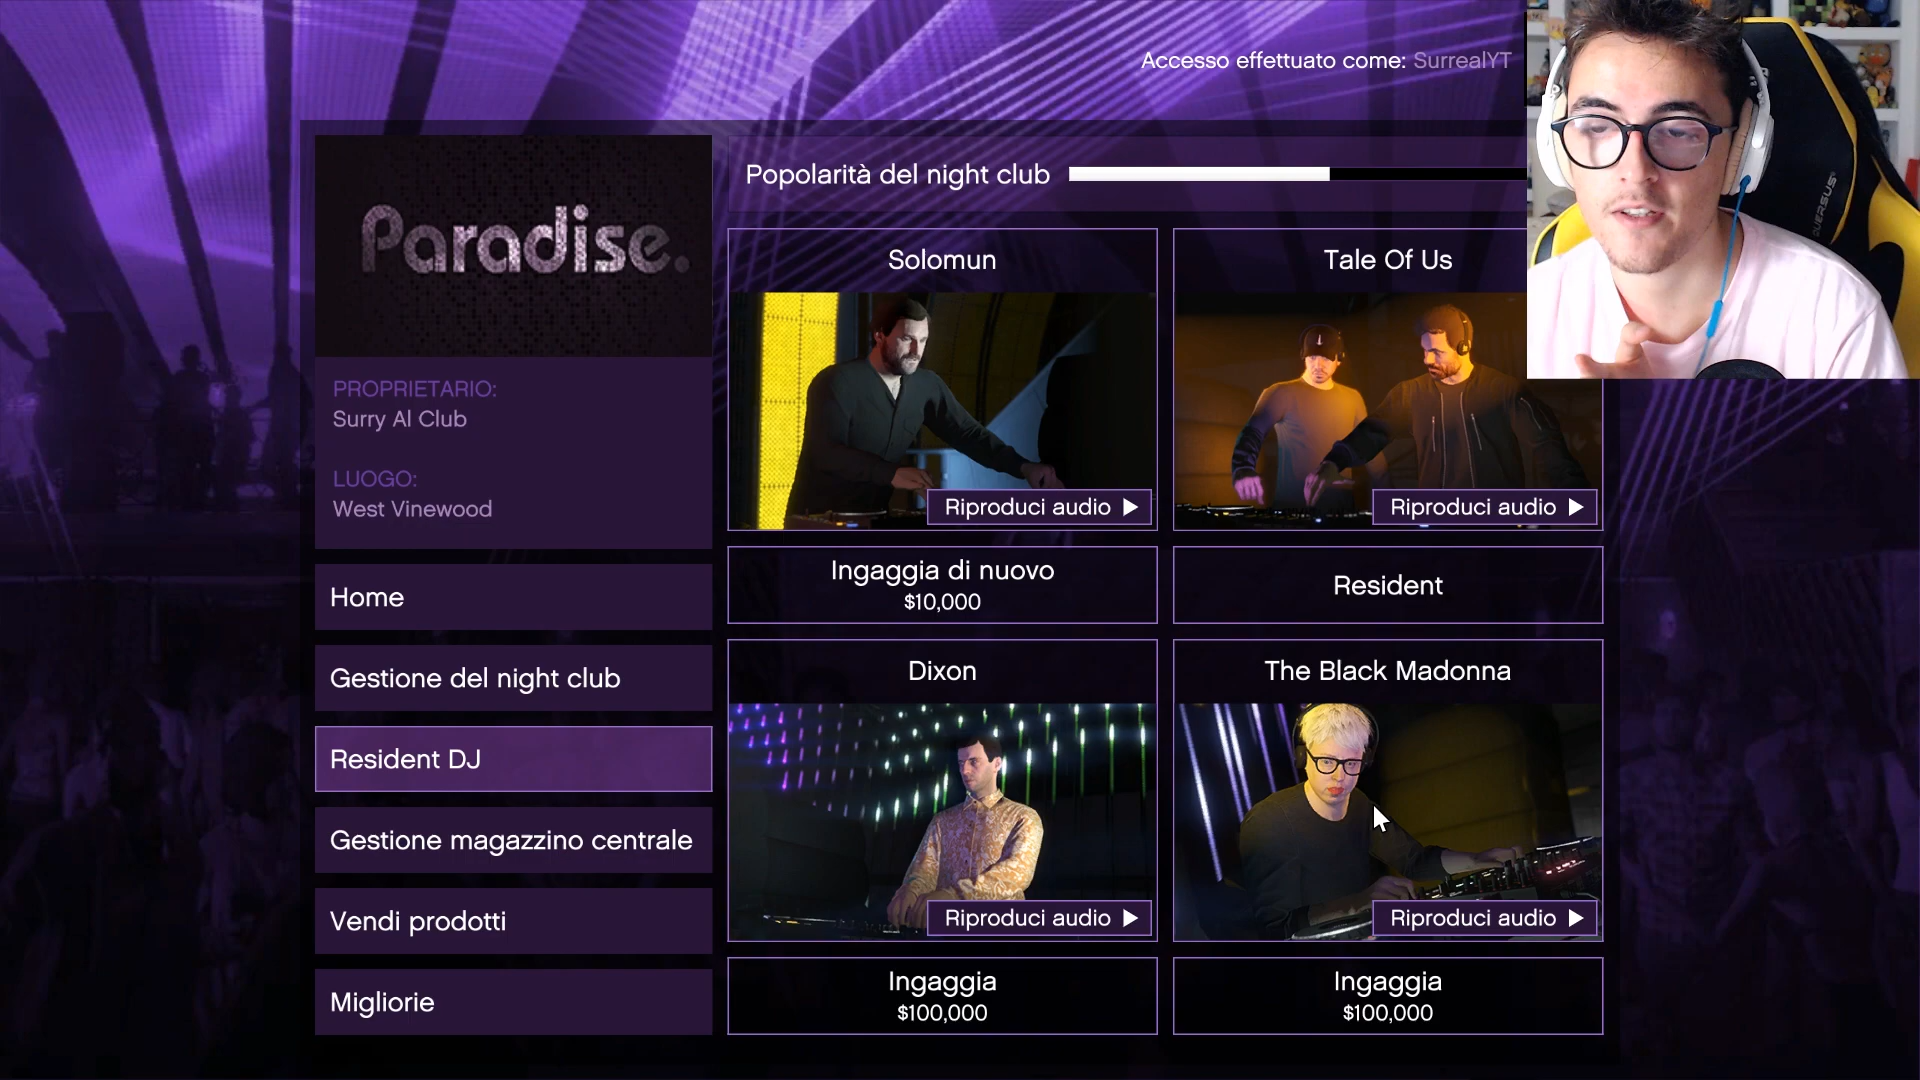 Accesso effettuato come: SurrealYT
Paradise.
PROPRIETARIO:
Surry Al Club
LUOGO:
West Vinewood
Home
Gestione del night club
Resident DJ
Gestione magazzino centrale
Vendi prodotti
Migliorie
Popolarità del night club
Solomun
Riproduci audio
Ingaggia di nuovo
$10,000
Tale Of Us
Riproduci audio
Resident
Dixon
Riproduci audio
Ingaggia
$100,000
The Black Madonna
Riproduci audio
Ingaggia
$100,000
QUERSUS